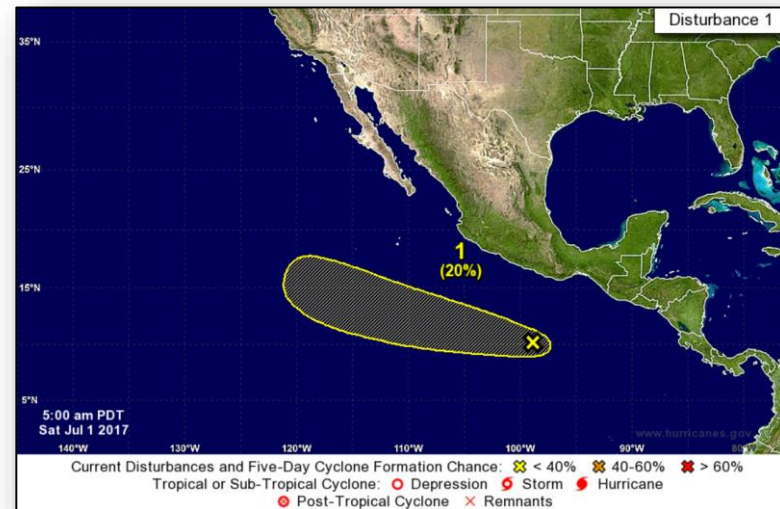 Disturbance 1
35°N
25°N
1
(20%)
15°N
5°N
5:00 am PDT
Sat Jul 1 2017
www.hurricanes.gov
140°W 130°W 120°W 110°W 100°W 90°W 80°W
Current Disturbances and Five-Day Cyclone Formation Chance: < 40% 40-60% > 60%
Tropical or Sub-Tropical Cyclone: Depression Storm Hurricane
Post-Tropical Cyclone Remnants